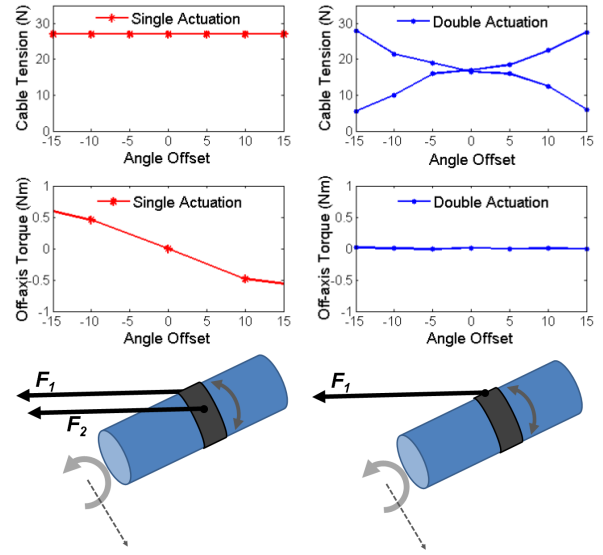 Cable Tension (N)
30
20
10
0
Single Actuation
-15 -10 -5 0 5 10 15
Angle Offset
Cable Tension (N)
30
20
10
0
Double Actuation
-15 -10 -5 0 5 10 15
Angle Offset
Off-axis Torque (Nm)
1
0.5
0
-0.5
-1
Single Actuation
-15 -10 -5 0 5 10 15
Angle Offset
Off-axis Torque (Nm)
1
0.5
0
-0.5
-1
Double Actuation
-15 -10 -5 0 5 10 15
Angle Offset
F1
F2
F1